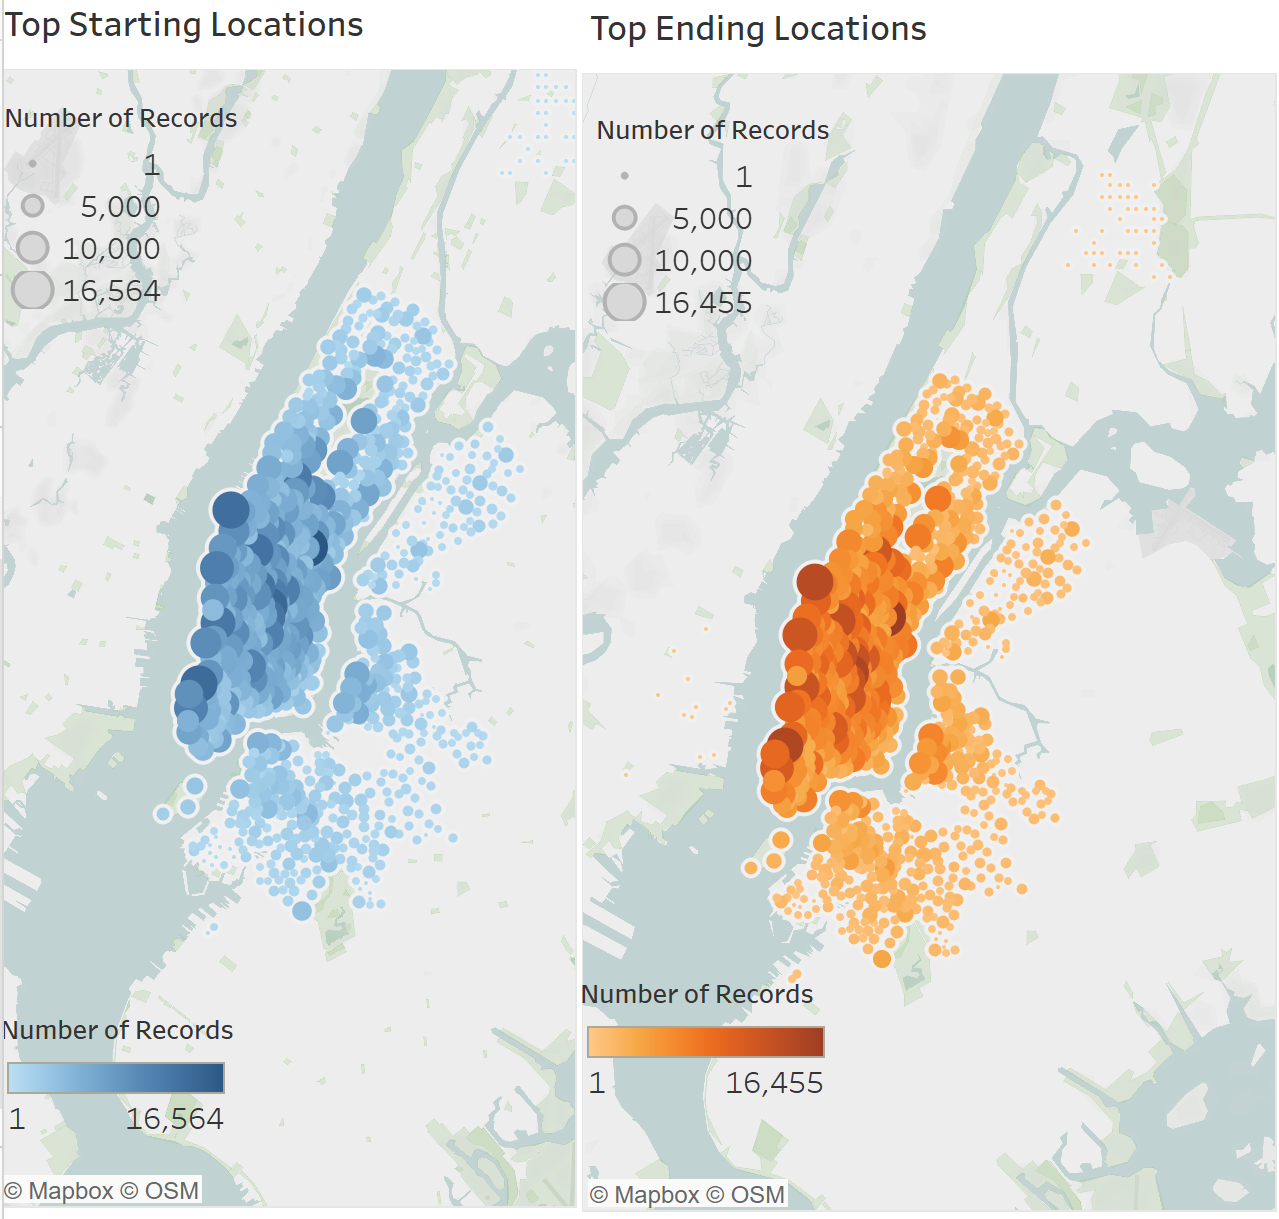 Top Starting Locations
Number of Records
1
5,000
10,000
16,564
Number of Records
1 16,564
© Mapbox © OSM
Top Ending Locations
Number of Records
1
5,000
10,000
16,455
Number of Records
1 16,455
© Mapbox © OSM